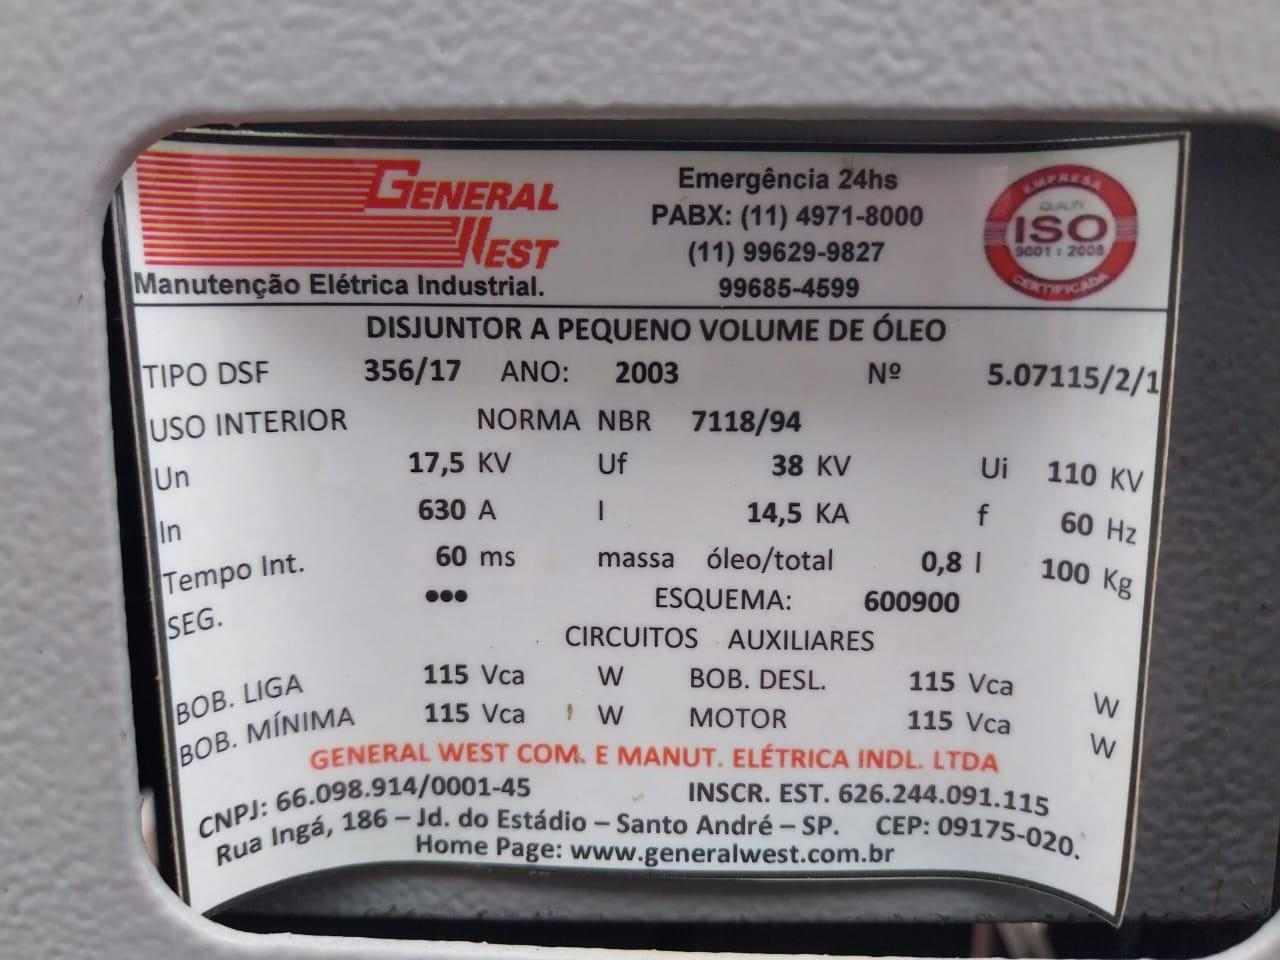 GENERAL WEST
Manutenção Elétrica Industrial.
Emergência 24hs
PABX: (11) 4971-8000
(11) 99629-9827
99685-4599
EMPRESA
QUALITY
ISO
9001 : 2008
CERTIFICADA
DISJUNTOR A PEQUENO VOLUME DE ÓLEO
TIPO DSF 356/17 ANO: 2003 Nº 5.07115/2/1
USO INTERIOR NORMA NBR 7118/94
Un 17,5 KV Uf 38 KV Ui 110 KV
In 630 A I 14,5 KA f 60 Hz
Tempo Int. 60 ms massa óleo/total 0,8 l 100 Kg
SEG. ••• ESQUEMA: 600900
CIRCUITOS AUXILIARES
BOB. LIGA 115 Vca W BOB. DESL. 115 Vca W
BOB. MÍNIMA 115 Vca W MOTOR 115 Vca W
GENERAL WEST COM. E MANUT. ELÉTRICA INDL. LTDA
CNPJ: 66.098.914/0001-45 INSCR. EST. 626.244.091.115
Rua Ingá, 186 – Jd. do Estádio – Santo André – SP. CEP: 09175-020.
Home Page: www.generalwest.com.br